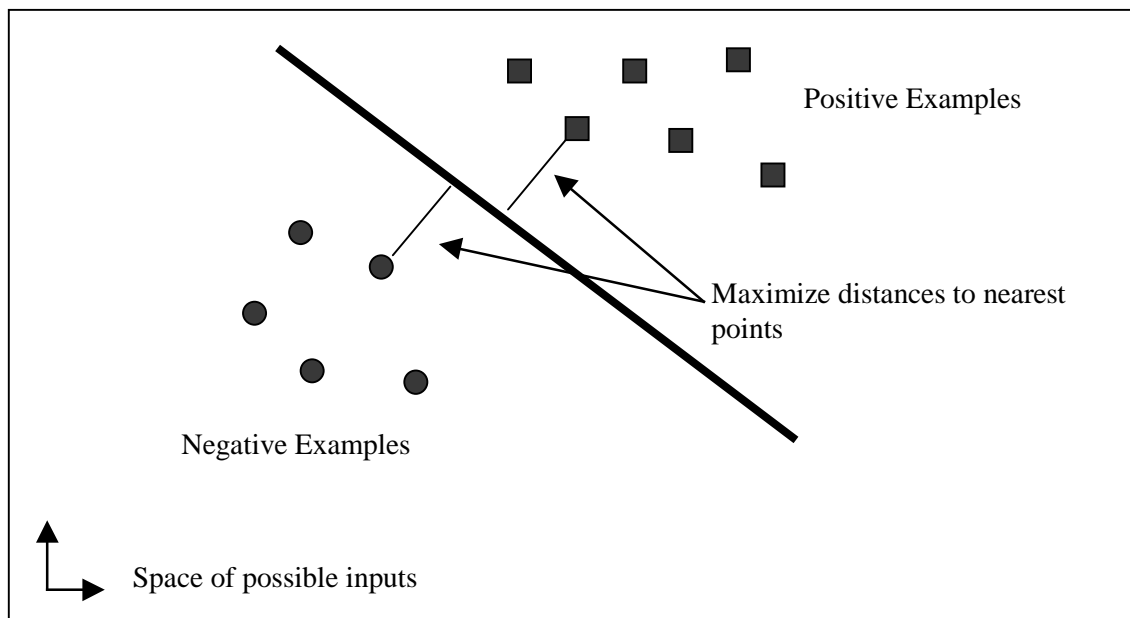 Positive Examples
Maximize distances to nearest
points
Negative Examples
Space of possible inputs